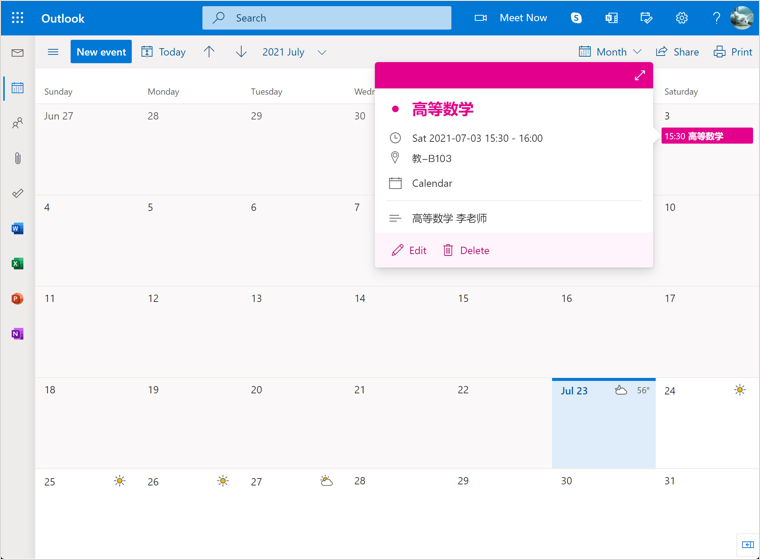 Outlook
Search
Meet Now
New event
Today
2021 July
Month
Share
Print
Sunday
Monday
Tuesday
Wedn
Saturday
Jun 27
28
29
30
3
15:30 高等数学
高等数学
Sat 2021-07-03 15:30 - 16:00
教-B103
Calendar
高等数学 李老师
Edit
Delete
4
5
6
7
10
11
12
13
14
15
16
17
18
19
20
21
22
Jul 23
56°
24
25
26
27
28
29
30
31